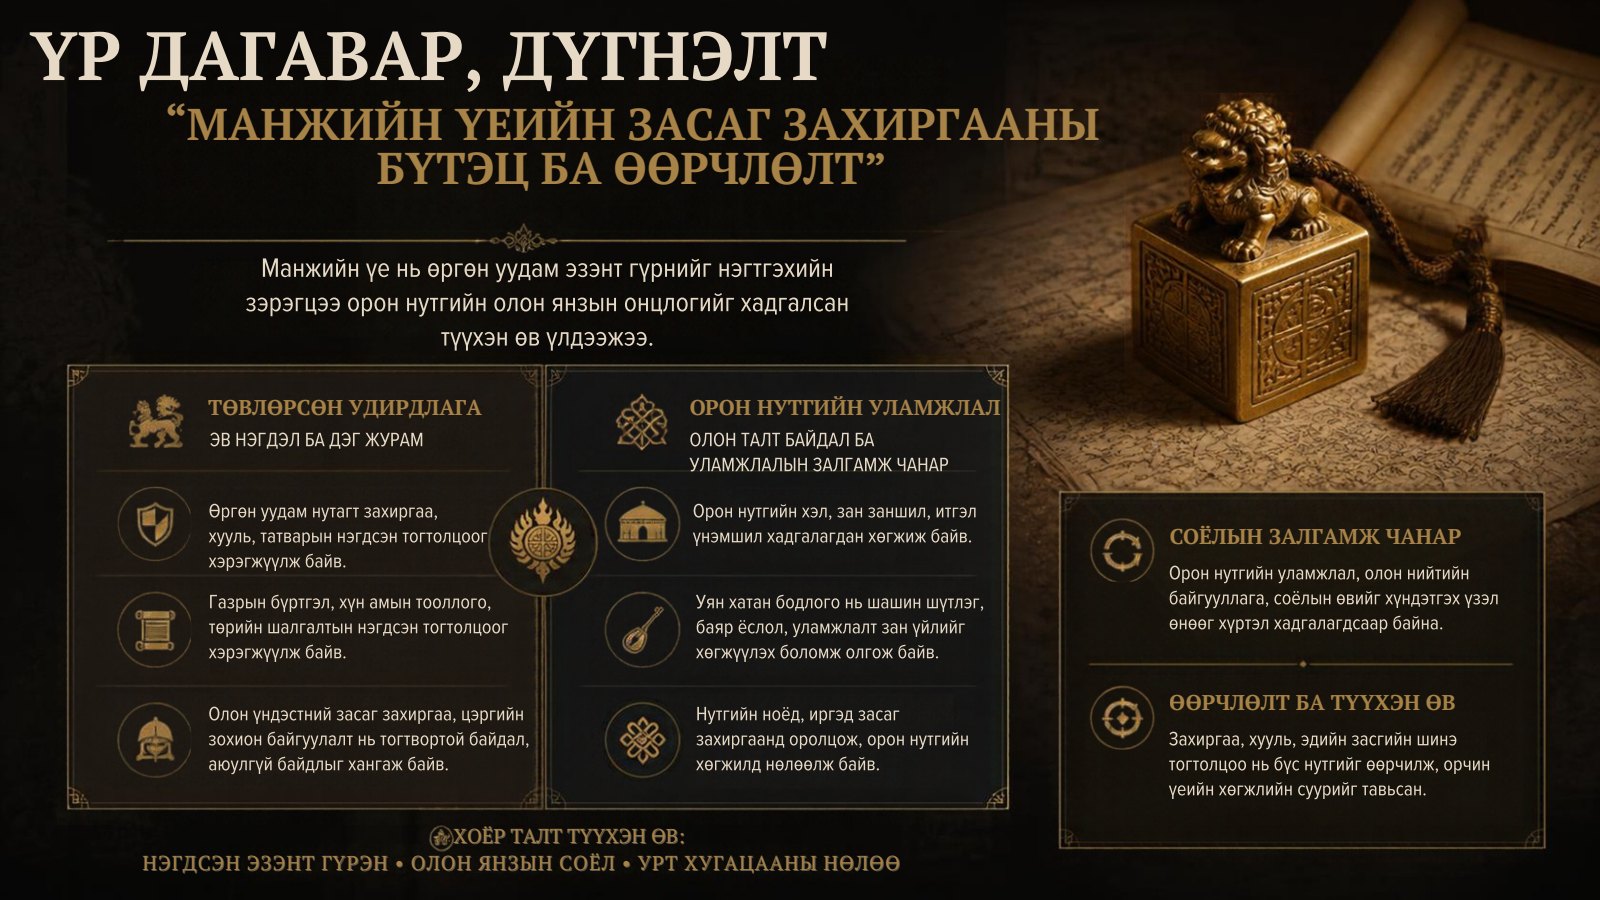 ҮР ДАГАВАР, ДҮГНЭЛТ
“МАНЖИЙН ҮЕИЙН ЗАСАГ ЗАХИРГААНЫ
БҮТЭЦ БА ӨӨРЧЛӨЛТ”
Манжийн үе нь өргөн уудам эзэнт гүрнийг нэгтгэхийн
зэрэгцээ орон нутгийн олон янзын онцлогийг хадгалсан
түүхэн өв үлдээжээ.
ТӨВЛӨРСӨН УДИРДЛАГА
ЭВ НЭГДЭЛ БА ДЭГ ЖУРАМ
Өргөн уудам нутагт захиргаа,
хууль, татварын нэгдсэн тогтолцоог
хэрэгжүүлж байв.
Газрын бүртгэл, хүн амын тооллого,
төрийн шалгалтын нэгдсэн тогтолцоог
хэрэгжүүлж байв.
Олон үндэстний засаг захиргаа, цэргийн
зохион байгуулалт нь тогтвортой байдал,
аюулгүй байдлыг хангаж байв.
ОРОН НУТГИЙН УЛАМЖЛАЛ
ОЛОН ТАЛТ БАЙДАЛ БА
УЛАМЖЛАЛЫН ЗАЛГАМЖ ЧАНАР
Орон нутгийн хэл, зан заншил, итгэл
үнэмшил хадгалагдан хөгжиж байв.
Уян хатан бодлого нь шашин шүтлэг,
баяр ёслол, уламжлалт зан үйлийг
хөгжүүлэх боломж олгож байв.
Нутгийн ноёд, иргэд засаг
захиргаанд оролцож, орон нутгийн
хөгжилд нөлөөлж байв.
СОЁЛЫН ЗАЛГАМЖ ЧАНАР
Орон нутгийн уламжлал, олон нийтийн
байгууллага, соёлын өвийг хүндэтгэх үзэл
өнөөг хүртэл хадгалагдсаар байна.
ӨӨРЧЛӨЛТ БА ТҮҮХЭН ӨВ
Захиргаа, хууль, эдийн засгийн шинэ
тогтолцоо нь бүс нутгийг өөрчилж, орчин
үеийн хөгжлийн суурийг тавьсан.
ХОЁР ТАЛТ ТҮҮХЭН ӨВ:
НЭГДСЭН ЭЗЭНТ ГҮРЭН • ОЛОН ЯНЗЫН СОЁЛ • УРТ ХУГАЦААНЫ НӨЛӨӨ